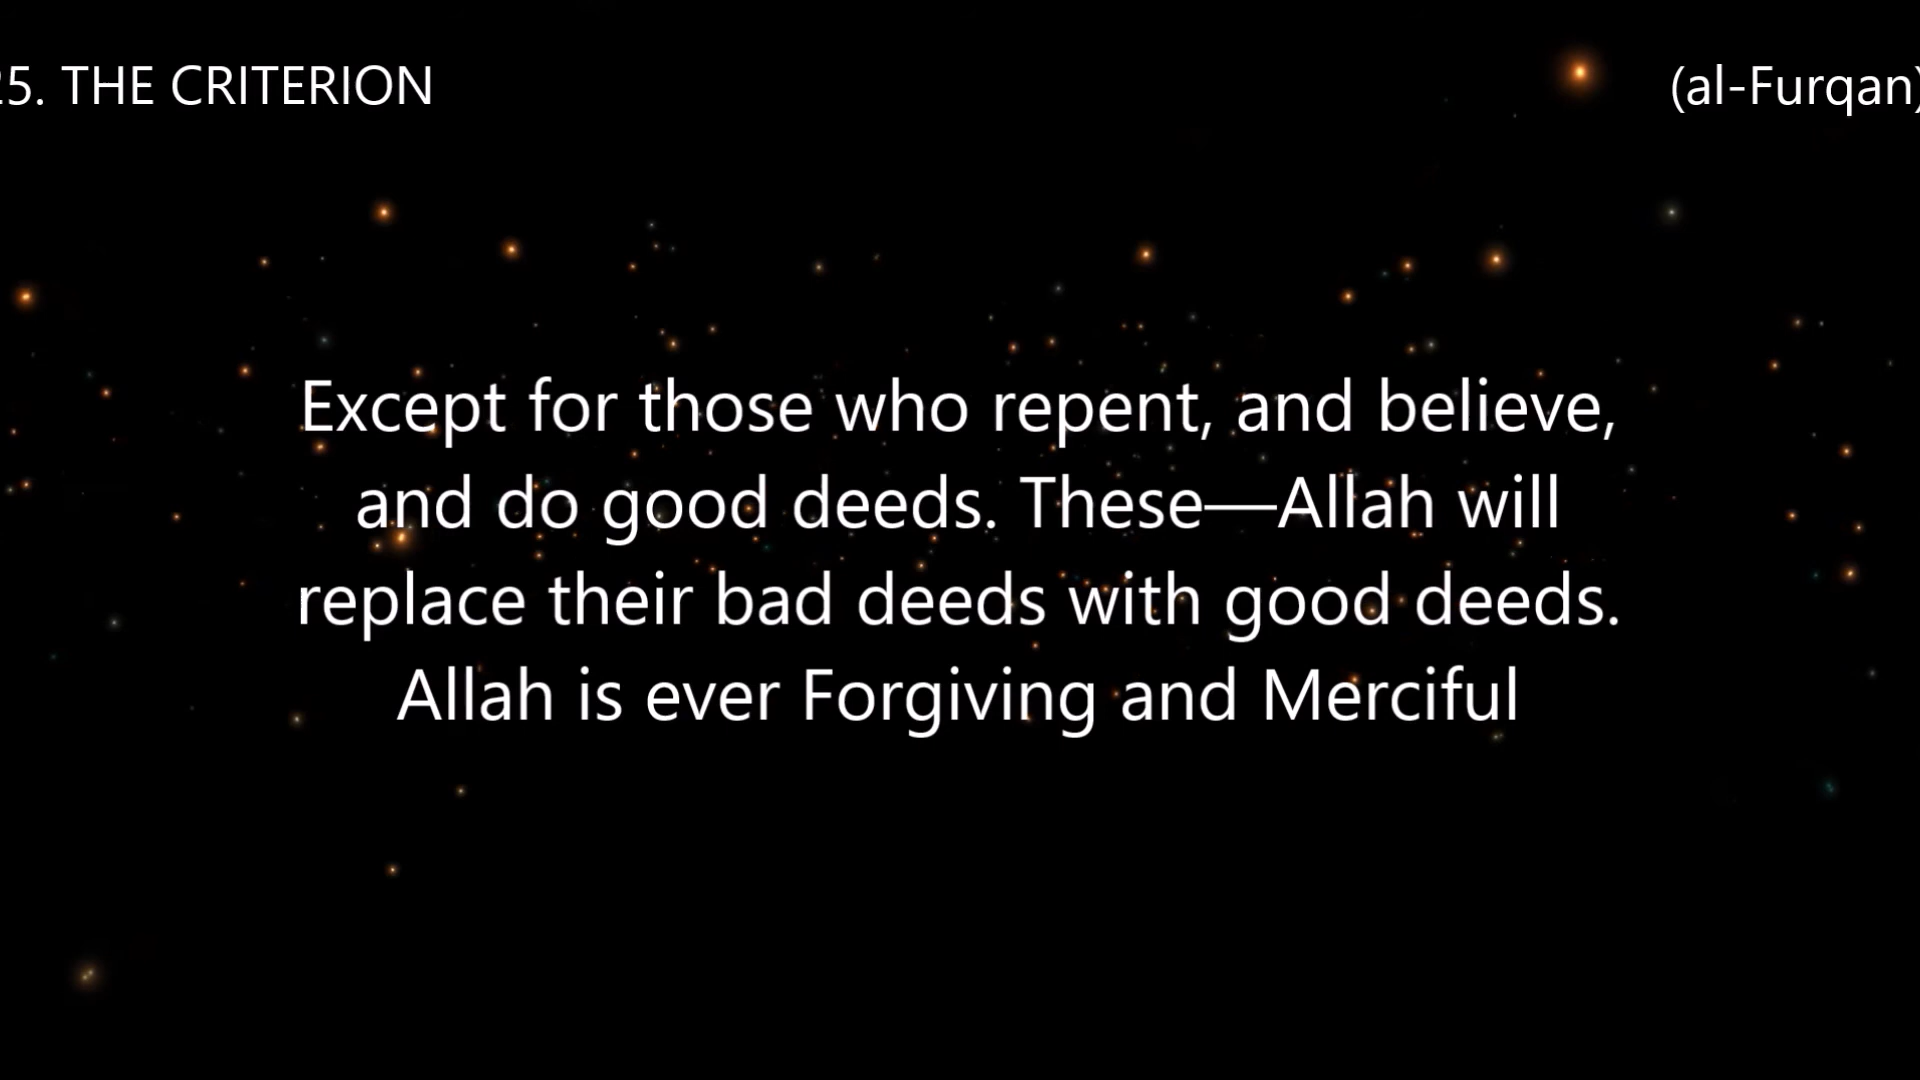 25. THE CRITERION (al-Furqan)
Except for those who repent, and believe,
and do good deeds. These—Allah will
replace their bad deeds with good deeds.
Allah is ever Forgiving and Merciful